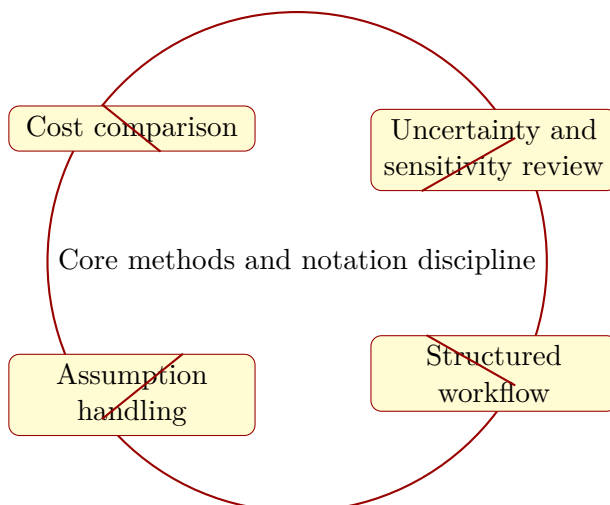 Cost comparison
Uncertainty and
sensitivity review
Core methods and notation discipline
Assumption
handling
Structured
workflow